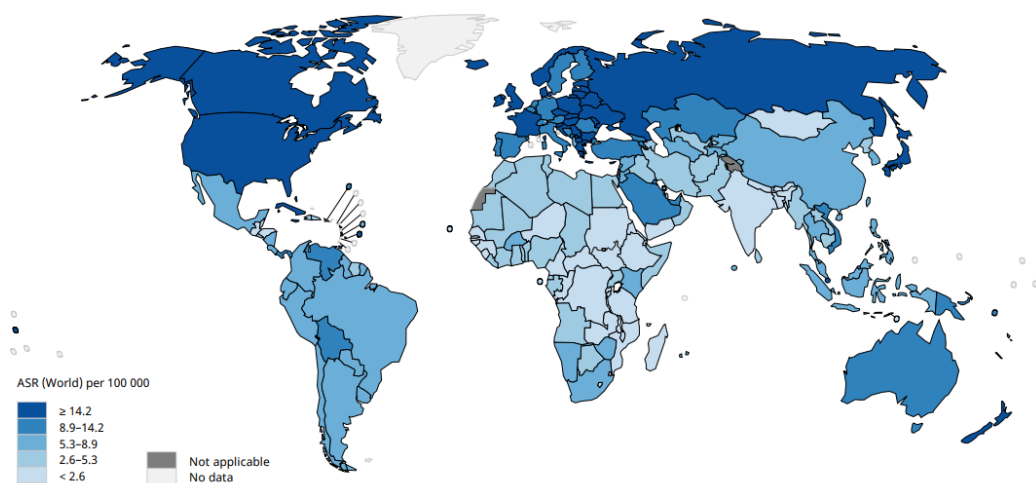 ASR (World) per 100 000
≥ 14.2
8.9–14.2
5.3–8.9
2.6–5.3
< 2.6
Not applicable
No data